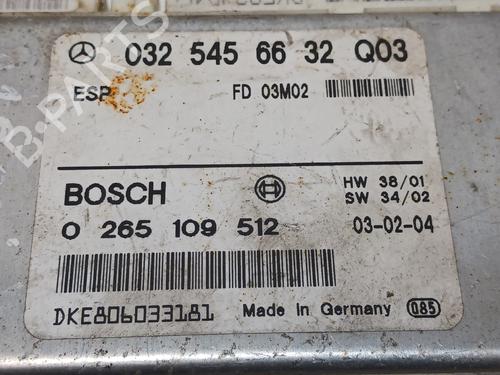 032 545 66 32 Q03
ESP FD 03M02
BOSCH HW 38/01
SW 34/02
0 265 109 512 03-02-04
DKE806033181 Made in Germany 085
B-PARTS